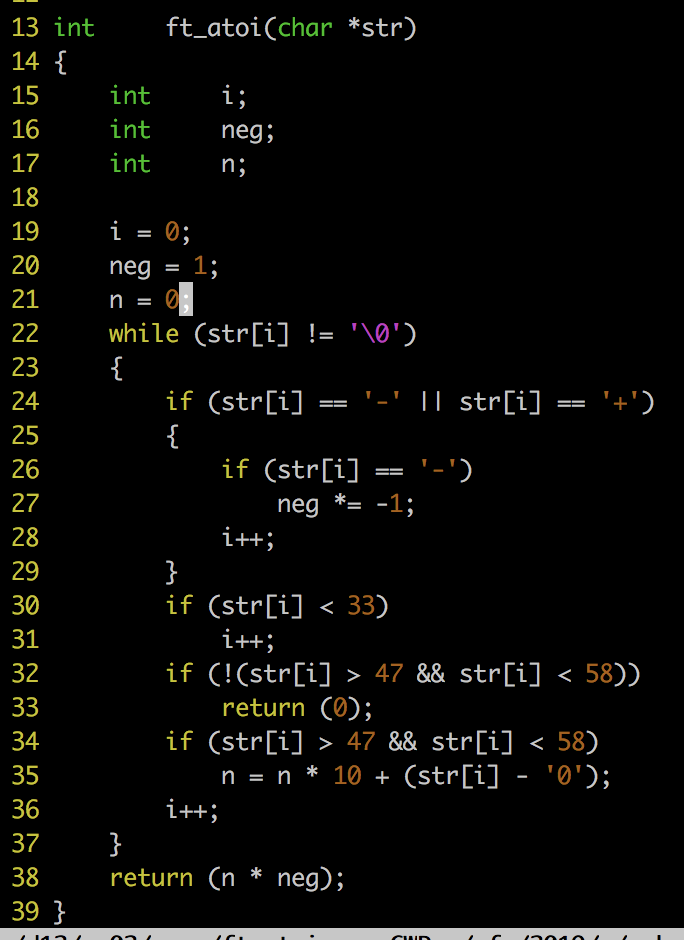 13 int     ft_atoi(char *str)
14 {
15     int     i;
16     int     neg;
17     int     n;
18
19     i = 0;
20     neg = 1;
21     n = 0;
22     while (str[i] != '\0')
23     {
24         if (str[i] == '-' || str[i] == '+')
25         {
26             if (str[i] == '-')
27                 neg *= -1;
28             i++;
29         }
30         if (str[i] < 33)
31             i++;
32         if (!(str[i] > 47 && str[i] < 58))
33             return (0);
34         if (str[i] > 47 && str[i] < 58)
35             n = n * 10 + (str[i] - '0');
36         i++;
37     }
38     return (n * neg);
39 }